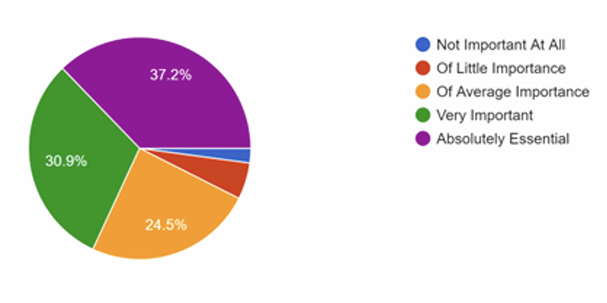 37.2%
30.9%
24.5%
Not Important At All
Of Little Importance
Of Average Importance
Very Important
Absolutely Essential